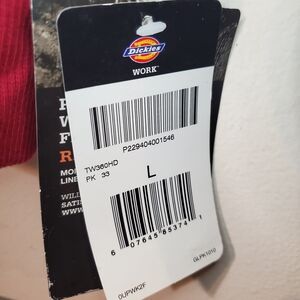 Dickies
WORK
P229404001546
TW360HD
PK 33
L
6 07645 85374 1
0UPWK2F
GLPK1010